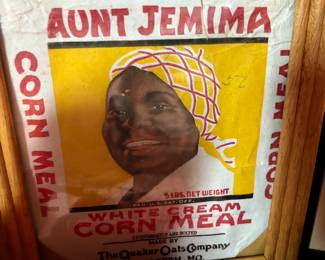 AUNT JEMIMA
CORN MEAL
CORN MEAL
5 LBS. NET WEIGHT
WHITE CREAM
CORN MEAL
MADE BY
The Quaker Oats Company
MO.